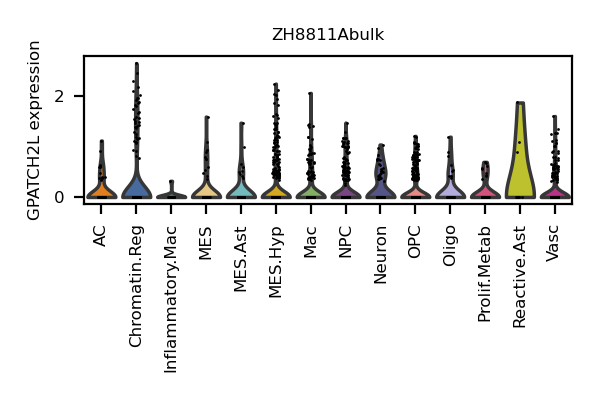 ZH8811Abulk
GPATCH2L expression
2
0
AC
Chromatin.Reg
Inflammatory.Mac
MES
MES.Ast
MES.Hyp
Mac
NPC
Neuron
OPC
Oligo
Prolif.Metab
Reactive.Ast
Vasc